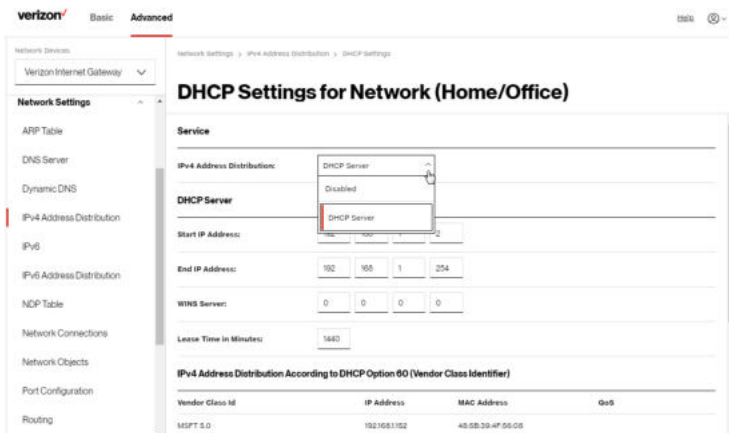 verizon Basic Advanced Help
Network Devices
Network Settings > IPv4 Address Distribution > DHCP Settings
Verizon Internet Gateway
DHCP Settings for Network (Home/Office)
Network Settings
ARP Table
Service
DNS Server
IPv4 Address Distribution: DHCP Server
Disabled
Dynamic DNS
DHCP Server
DHCP Server
IPv4 Address Distribution
Start IP Address: 2
IPv6
End IP Address: 192 168 1 254
IPv6 Address Distribution
NDP Table
WINS Server: 0 0 0 0
Network Connections
Lease Time in Minutes: 1440
Network Objects
IPv4 Address Distribution According to DHCP Option 60 (Vendor Class Identifier)
Port Configuration
Vendor Class Id IP Address MAC Address QoS
Routing
MSFT 5.0 192.168.1.152